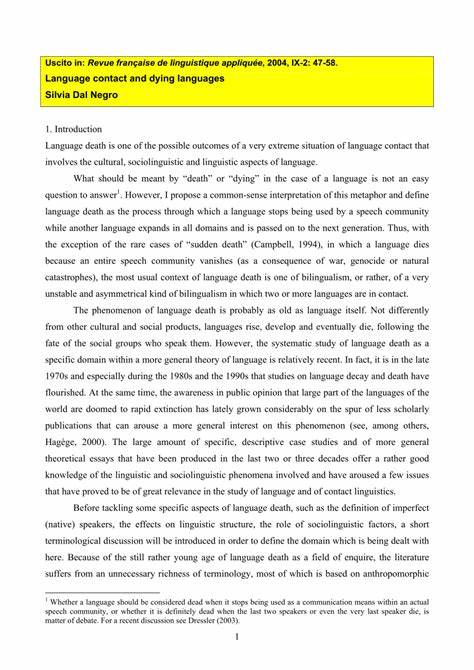 Uscito in: Revue française de linguistique appliquée, 2004, IX-2: 47-58.
Language contact and dying languages
Silvia Dal Negro
1. Introduction
Language death is one of the possible outcomes of a very extreme situation of language contact that
involves the cultural, sociolinguistic and linguistic aspects of language.
What should be meant by “death” or “dying” in the case of a language is not an easy
question to answer1. However, I propose a common-sense interpretation of this metaphor and define
language death as the process through which a language stops being used by a speech community
while another language expands in all domains and is passed on to the next generation. Thus, with
the exception of the rare cases of “sudden death” (Campbell, 1994), in which a language dies
because an entire speech community vanishes (as a consequence of war, genocide or natural
catastrophes), the most usual context of language death is one of bilingualism, or rather, of a very
unstable and asymmetrical kind of bilingualism in which two or more languages are in contact.
The phenomenon of language death is probably as old as language itself. Not differently
from other cultural and social products, languages rise, develop and eventually die, following the
fate of the social groups who speak them. However, the systematic study of language death as a
specific domain within a more general theory of language is relatively recent. In fact, it is in the late
1970s and especially during the 1980s and the 1990s that studies on language decay and death have
flourished. At the same time, the awareness in public opinion that large part of the languages of the
world are doomed to rapid extinction has lately grown considerably on the spur of less scholarly
publications that can arouse a more general interest on this phenomenon (see, among others,
Hagège, 2000). The large amount of specific, descriptive case studies and of more general
theoretical essays that have been produced in the last two or three decades offer a rather good
knowledge of the linguistic and sociolinguistic phenomena involved and have aroused a few issues
that have proved to be of great relevance in the study of language and of contact linguistics.
Before tackling some specific aspects of language death, such as the definition of imperfect
(native) speakers, the effects on linguistic structure, the role of sociolinguistic factors, a short
terminological discussion will be introduced in order to define the domain which is being dealt with
here. Because of the still rather young age of language death as a field of enquire, the literature
suffers from an unnecessary richness of terminology, most of which is based on anthropomorphic
1 Whether a language should be considered dead when it stops being used as a communication means within an actual
speech community, or whether it is definitely dead when the last two speakers or even the very last speaker die, is
matter of debate. For a recent discussion see Dressler (2003).
1